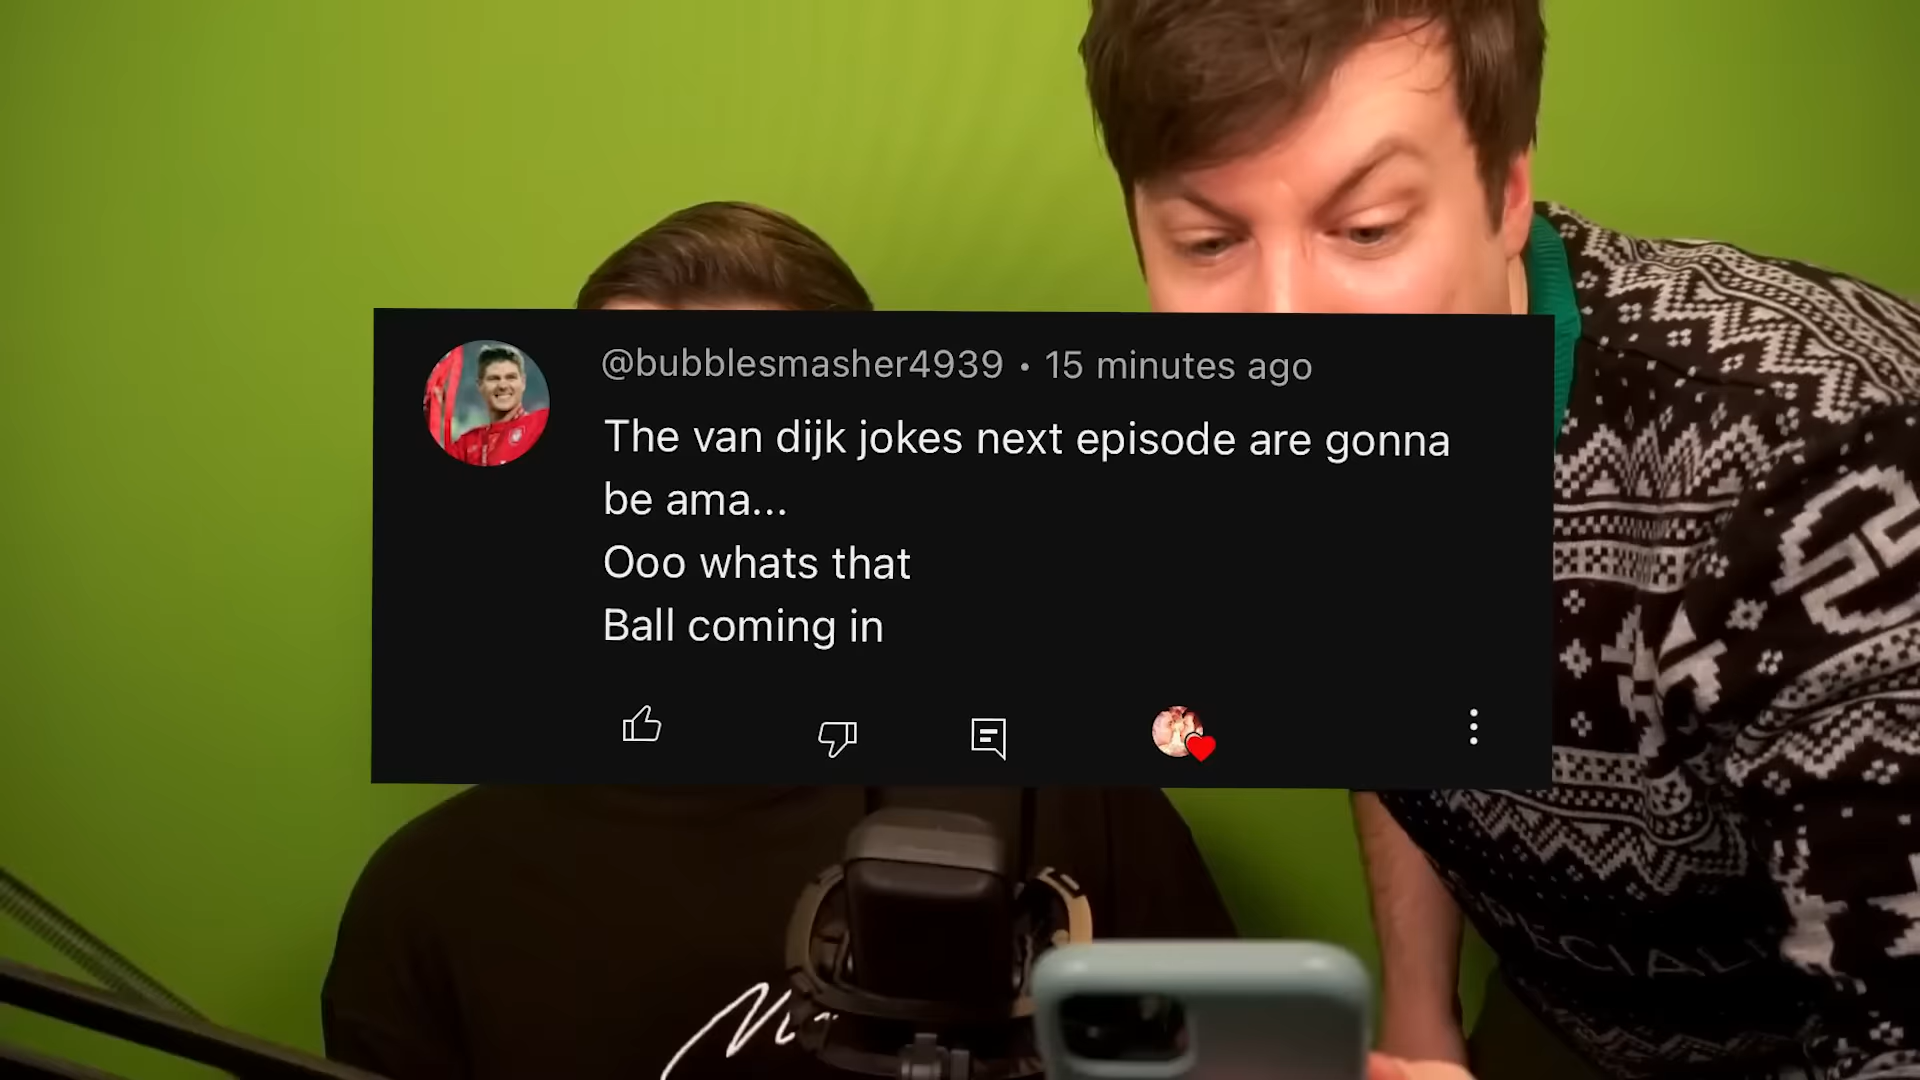 @bubblesmasher4939 • 15 minutes ago
The van dijk jokes next episode are gonna
be ama...
Ooo whats that
Ball coming in